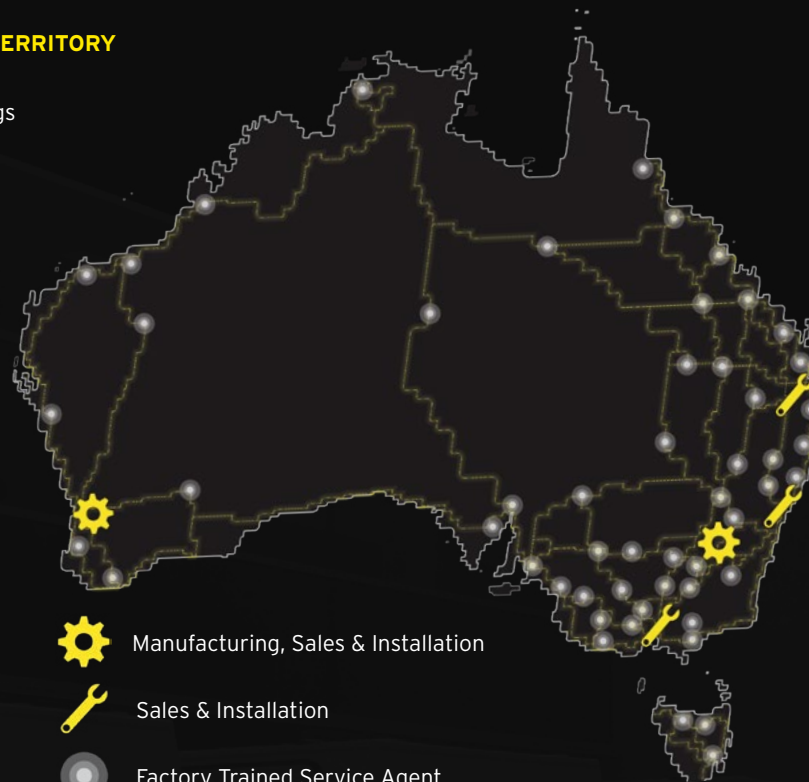 ERRITORY
gs
Manufacturing, Sales & Installation
Sales & Installation
Factory Trained Service Agent